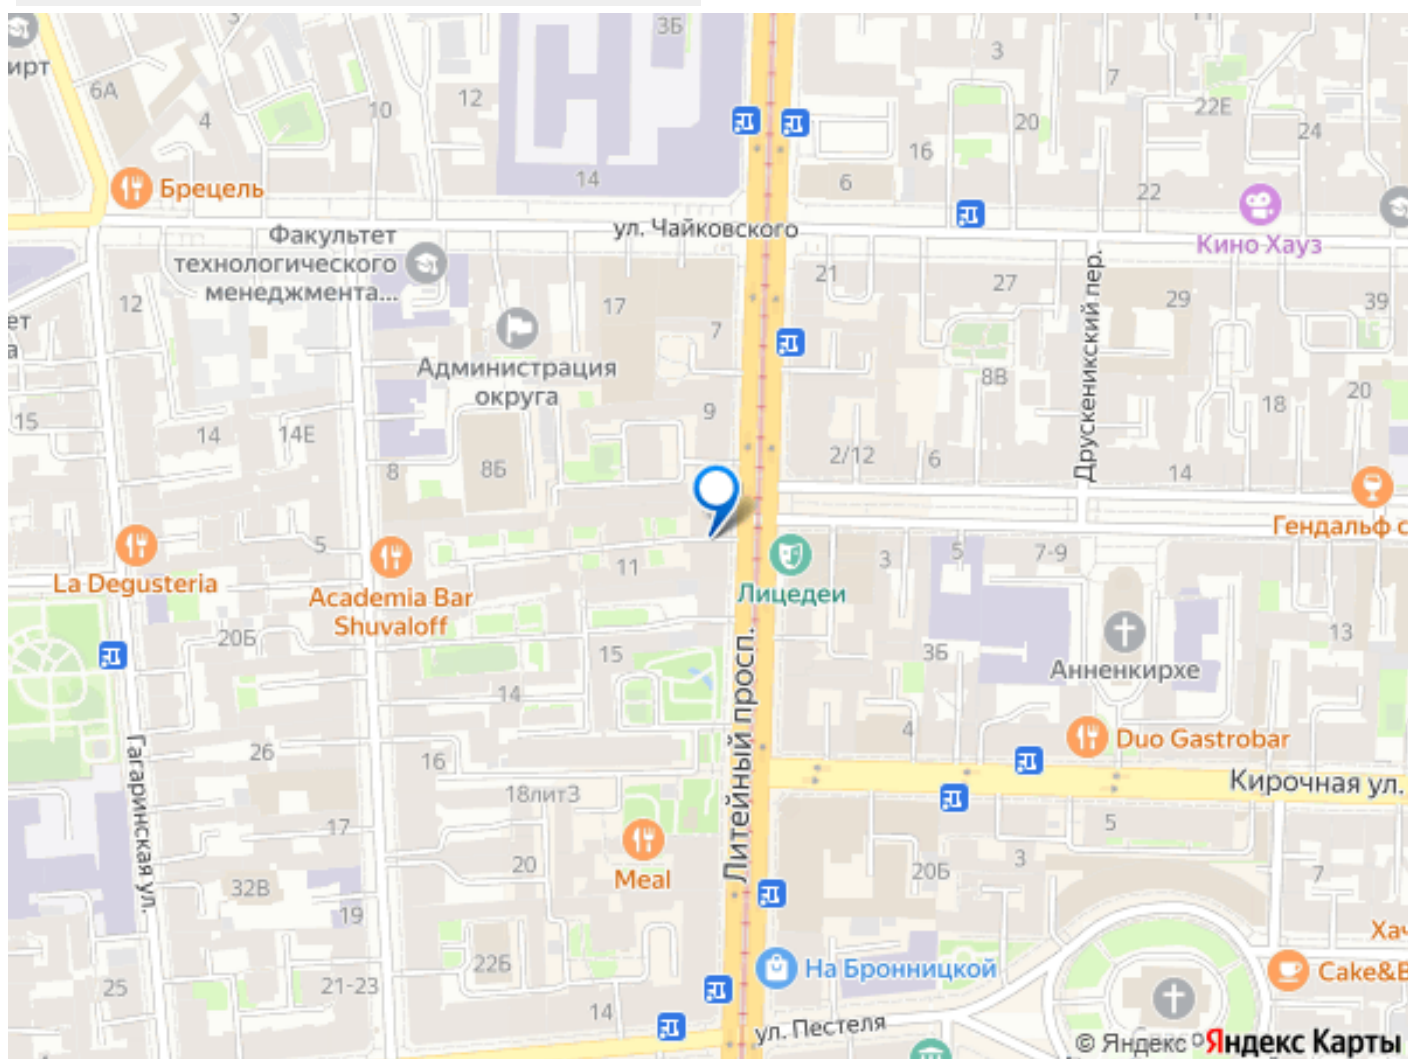 3Б
3
ирт
3
7
6А
12
10
22Е
4
20
24
16
14
6
22
Брецель
ул. Чайковского
Факультет
технологического
менеджмента...
Кино Хауз
21
27
29
39
12
17
7
ет
а
Администрация
округа
Друскеникский пер.
8В
20
18
9
15
14
14Е
8
8Б
2/12
6
14
Гендальф с
5
11
3
5
7-9
La Degusteria
Academia Bar
Shuvaloff
Лицедеи
20Б
15
3Б
13
Анненкирхе
14
Литейный просп.
4
Duo Gastrobar
26
16
Гагаринская ул.
18лит3
Кирочная ул.
17
5
20
3
20Б
7
Meal
32В
19
Хач
22Б
На Бронницкой
Cake&B
25
21-23
14
ул. Пестеля
© Яндекс Яндекс Карты